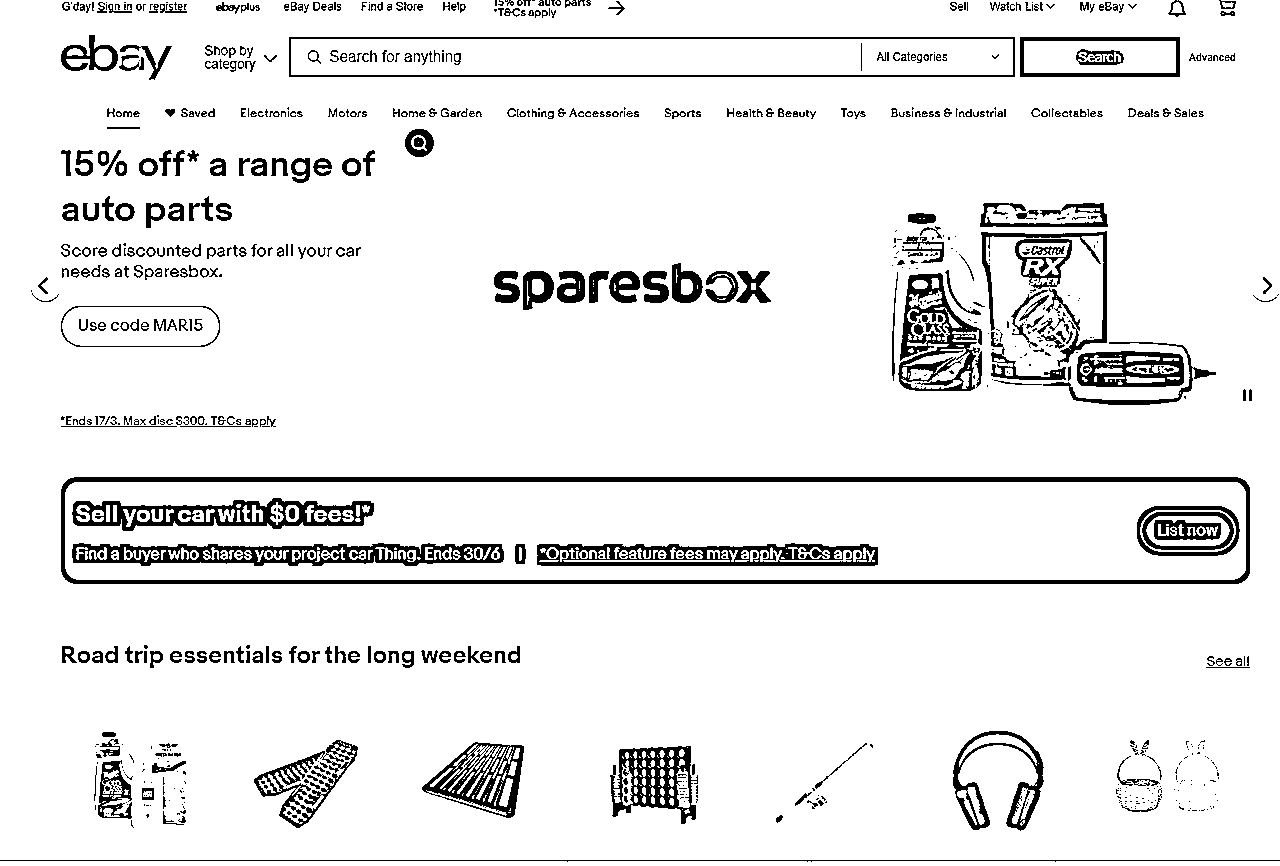 G'day! Sign in or register
ebayplus
eBay Deals
Find a Store
Help
15% off* auto parts
*T&Cs apply
Sell
Watch List
My eBay
ebay
Shop by
category
Search for anything
All Categories
Search
Advanced
Home
Saved
Electronics
Motors
Home & Garden
Clothing & Accessories
Sports
Health & Beauty
Toys
Business & Industrial
Collectables
Deals & Sales
15% off* a range of
auto parts
Score discounted parts for all your car
needs at Sparesbox.
Use code MAR15
*Ends 17/3. Max disc $300. T&Cs apply
sparesbox
Castrol
RX
GOLD
CLASS
Sell your car with $0 fees!*
Find a buyer who shares your project car Thing. Ends 30/6 | *Optional feature fees may apply. T&Cs apply
List now
Road trip essentials for the long weekend
See all